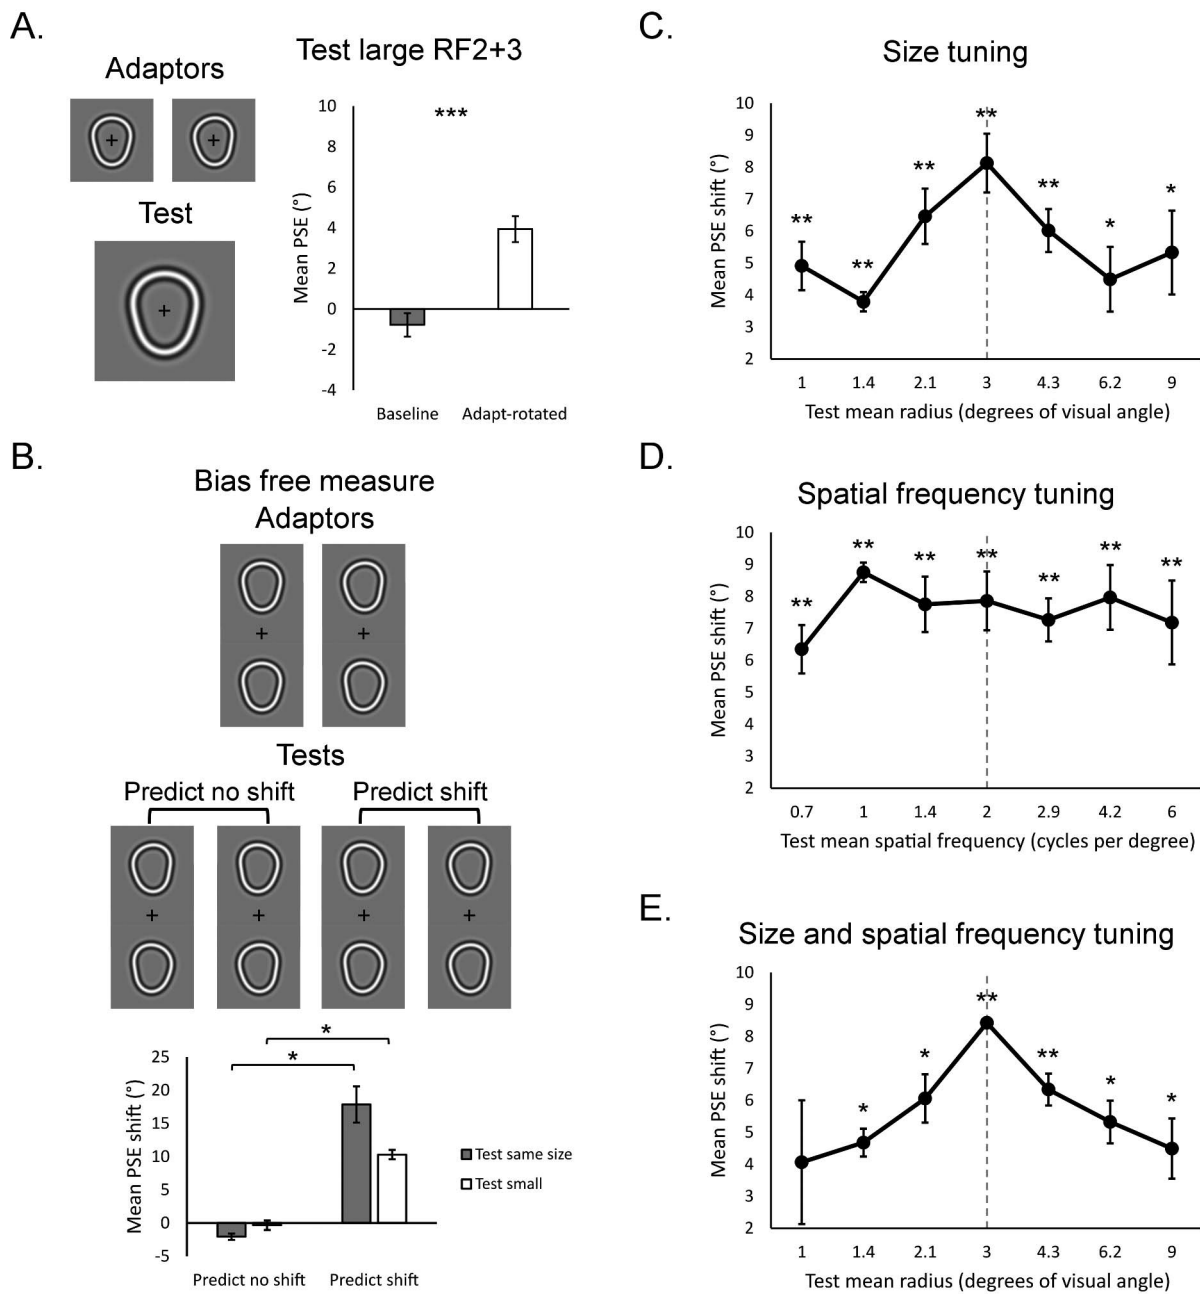 A.
Test large RF2+3
Adaptors
Test
Mean PSE (°)
10
8
6
4
2
0
-2
-4
***
Baseline
Adapt-rotated
B.
Bias free measure
Adaptors
Tests
Predict no shift
Predict shift
Mean PSE shift (°)
25
20
15
10
5
0
-5
*
*
Test same size
Test small
Predict no shift
Predict shift
C.
Size tuning
Mean PSE shift (°)
10
9
8
7
6
5
4
3
2
** ** ** ** ** * *
1 1.4 2.1 3 4.3 6.2 9
Test mean radius (degrees of visual angle)
D.
Spatial frequency tuning
Mean PSE shift (°)
10
9
8
7
6
5
4
3
2
** ** ** ** ** ** **
0.7 1 1.4 2 2.9 4.2 6
Test mean spatial frequency (cycles per degree)
E.
Size and spatial frequency tuning
Mean PSE shift (°)
10
9
8
7
6
5
4
3
2
* * ** ** * *
1 1.4 2.1 3 4.3 6.2 9
Test mean radius (degrees of visual angle)